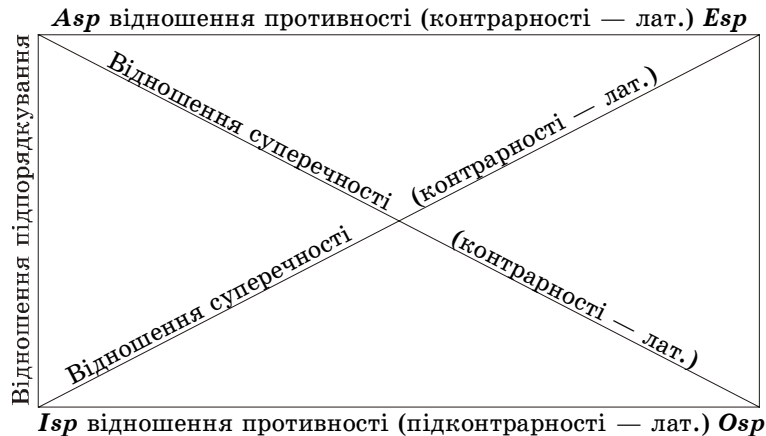 Asp відношення противності (контрарності — лат.) Esp
Відношення підпорядкування
Відношення суперечності
(контрарності — лат.)
Відношення суперечності
(контрарності — лат.)
Isp відношення противності (підконтрарності — лат.) Osp